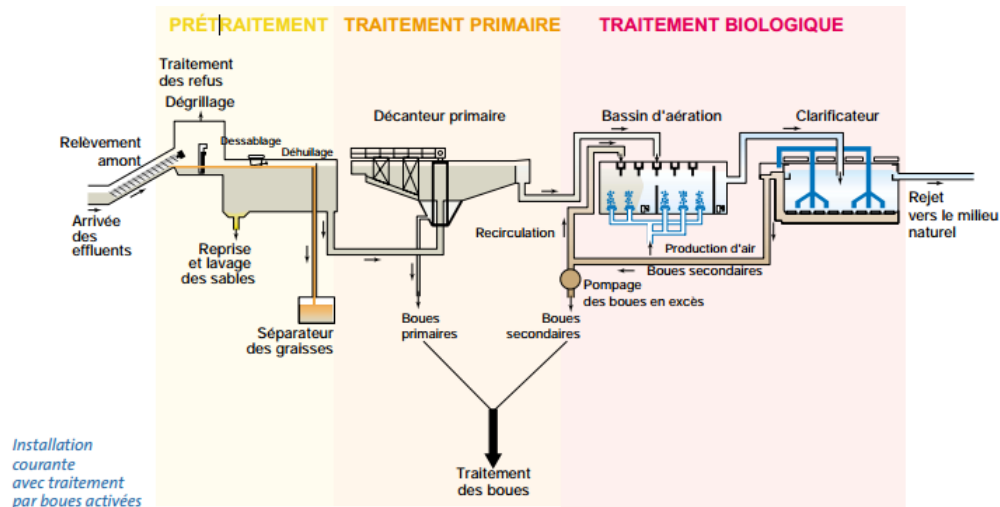 PRÉTRAITEMENT
TRAITEMENT PRIMAIRE
TRAITEMENT BIOLOGIQUE
Traitement
des refus
Dégrillage
Relèvement
amont
Dessablage
Déhuilage
Arrivée
des
effluents
Reprise
et lavage
des sables
Séparateur
des graisses
Décanteur primaire
Boues
primaires
Bassin d'aération
Clarificateur
Recirculation
Production d'air
Boues secondaires
Pompage
des boues en excès
Boues
secondaires
Rejet
vers le milieu
naturel
Traitement
des boues
Installation
courante
avec traitement
par boues activées